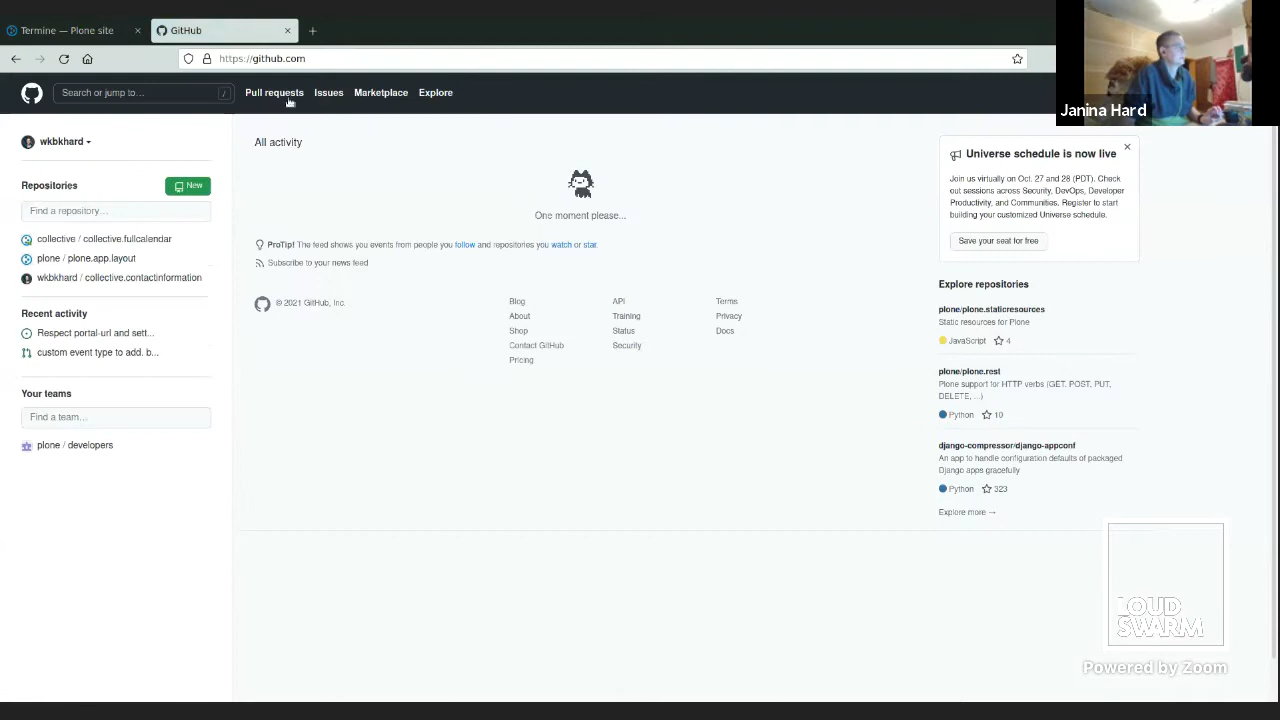 Termine — Plone site
GitHub
https://github.com
Search or jump to…
/
Pull requests
Issues
Marketplace
Explore
Janina Hard
wkbkhard
Repositories
New
Find a repository…
collective / collective.fullcalendar
plone / plone.app.layout
wkbkhard / collective.contactinformation
Recent activity
Respect portal-url and sett...
custom event type to add. b...
Your teams
Find a team…
plone / developers
All activity
One moment please...
ProTip! The feed shows you events from people you follow and repositories you watch or star.
Subscribe to your news feed
© 2021 GitHub, Inc.
Blog
About
Shop
Contact GitHub
Pricing
API
Training
Status
Security
Terms
Privacy
Docs
Universe schedule is now live
Join us virtually on Oct. 27 and 28 (PDT). Check
out sessions across Security, DevOps, Developer
Productivity, and Communities. Register to start
building your customized Universe schedule.
Save your seat for free
Explore repositories
plone/plone.staticresources
Static resources for Plone
JavaScript 4
plone/plone.rest
Plone support for HTTP verbs (GET, POST, PUT,
DELETE, ...)
Python 10
django-compressor/django-appconf
An app to handle configuration defaults of packaged
Django apps gracefully
Python 323
Explore more →
LOUD
SWARM
Powered by Zoom